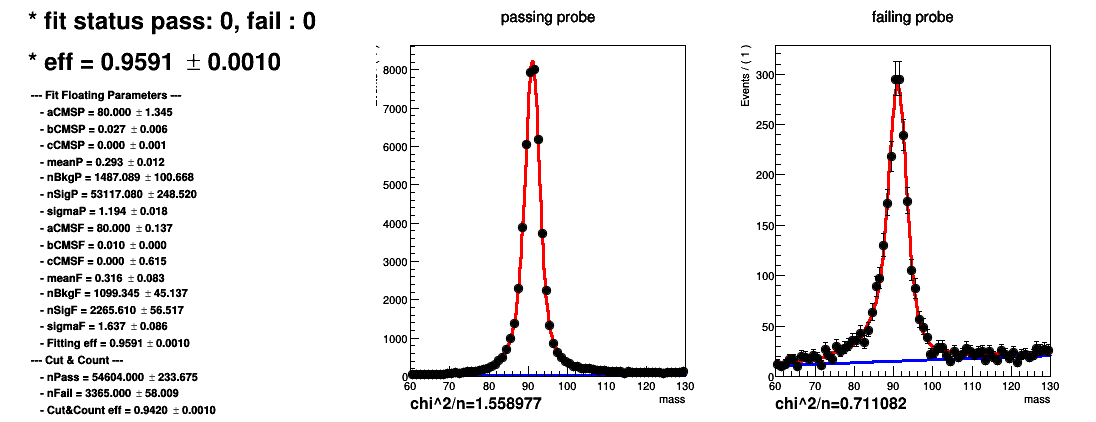 * fit status pass: 0, fail : 0
* eff = 0.9591 ± 0.0010
--- Fit Floating Parameters ---
- aCMSP = 80.000 ± 1.345
- bCMSP = 0.027 ± 0.006
- cCMSP = 0.000 ± 0.001
- meanP = 0.293 ± 0.012
- nBkgP = 1487.089 ± 100.668
- nSigP = 53117.080 ± 248.520
- sigmaP = 1.194 ± 0.018
- aCMSF = 80.000 ± 0.137
- bCMSF = 0.010 ± 0.000
- cCMSF = 0.000 ± 0.615
- meanF = 0.316 ± 0.083
- nBkgF = 1099.345 ± 45.137
- nSigF = 2265.610 ± 56.517
- sigmaF = 1.637 ± 0.086
- Fitting eff = 0.9591 ± 0.0010
--- Cut & Count ---
- nPass = 54604.000 ± 233.675
- nFail = 3365.000 ± 58.009
- Cut&Count eff = 0.9420 ± 0.0010
passing probe
8000
7000
6000
5000
4000
3000
2000
1000
0
60 70 80 90 100 110 120 130
mass
chi^2/n=1.558977
failing probe
Events / ( 1 )
300
250
200
150
100
50
0
60 70 80 90 100 110 120 130
mass
chi^2/n=0.711082